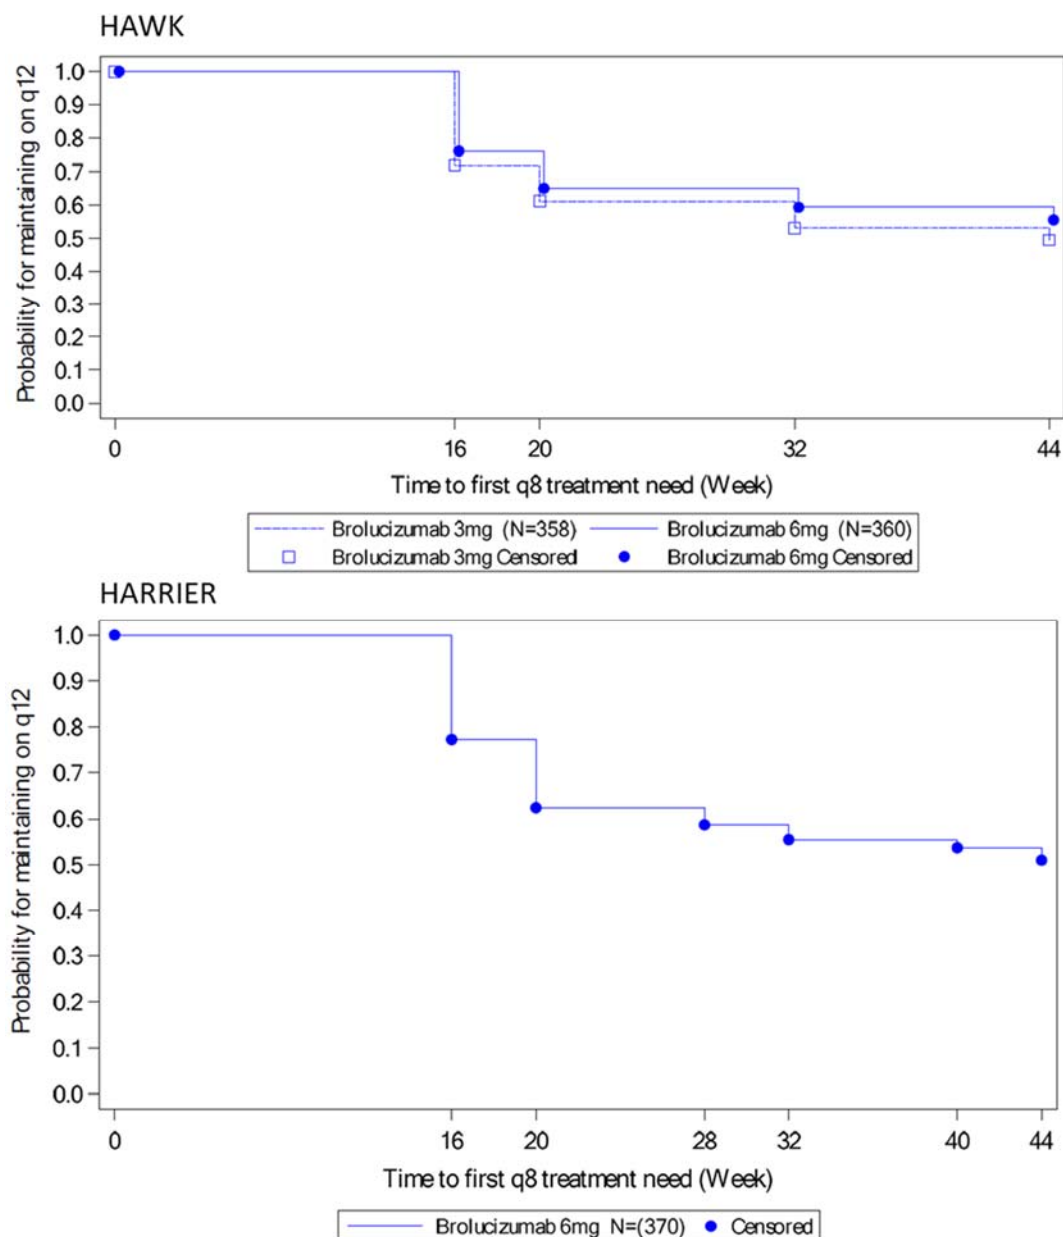 HAWK
Probability for maintaining on q12
1.0
0.9
0.8
0.7
0.6
0.5
0.4
0.3
0.2
0.1
0.0
0 16 20 32 44
Time to first q8 treatment need (Week)
Brolucizumab 3mg (N=358) Brolucizumab 6mg (N=360)
Brolucizumab 3mg Censored Brolucizumab 6mg Censored
HARRIER
Probability for maintaining on q12
1.0
0.9
0.8
0.7
0.6
0.5
0.4
0.3
0.2
0.1
0.0
0 16 20 28 32 40 44
Time to first q8 treatment need (Week)
Brolucizumab 6mg N=(370) Censored